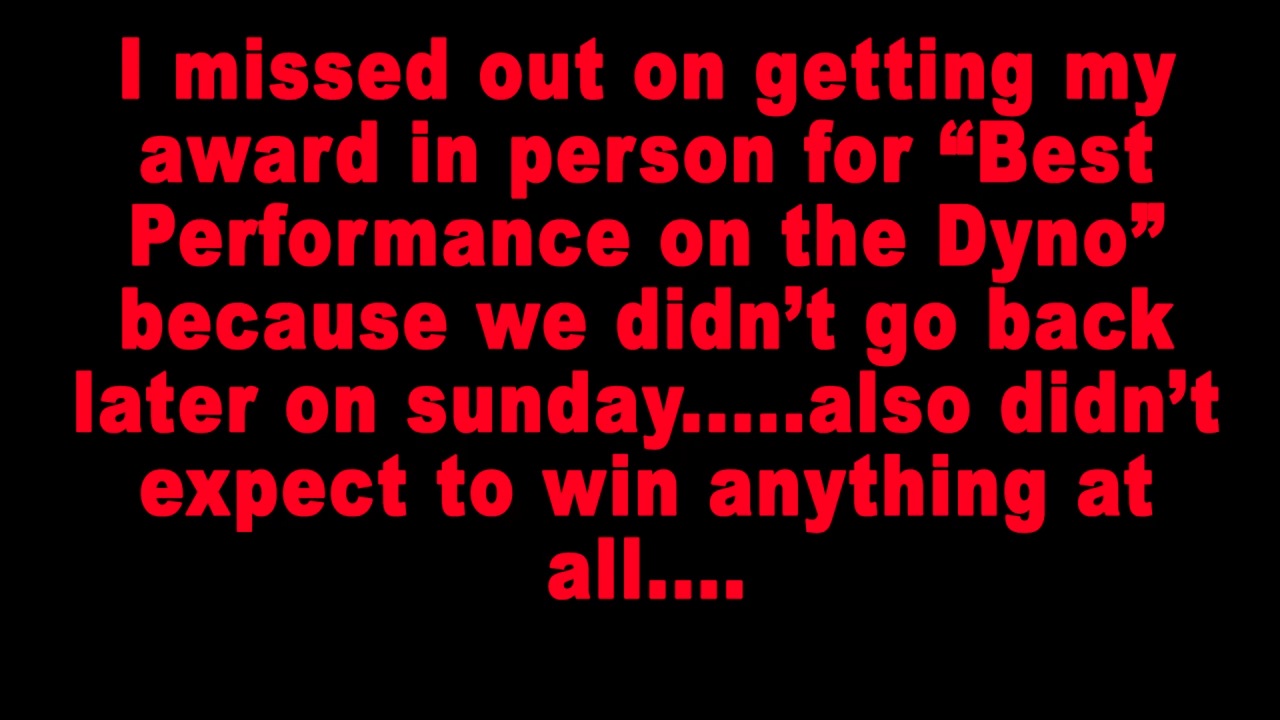 I missed out on getting my
award in person for “Best
Performance on the Dyno”
because we didn’t go back
later on sunday.....also didn’t
expect to win anything at
all....